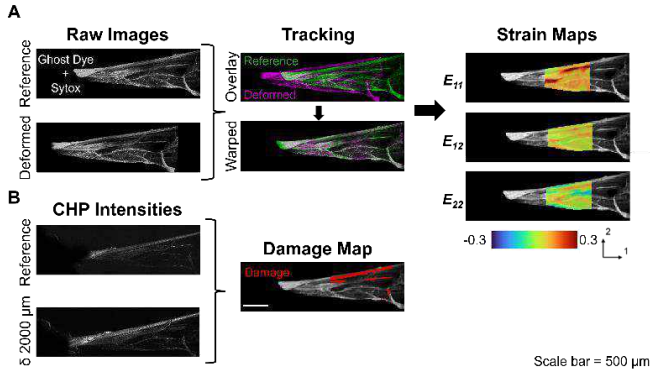 A
Raw Images
Tracking
Strain Maps
Reference
Ghost Dye
+
Sytox
Deformed
Overlay
Reference
Deformed
Warped
E11
E12
E22
-0.3
0.3
2
1
B
CHP Intensities
Reference
δ 2000 µm
Damage Map
Damage
Scale bar = 500 µm